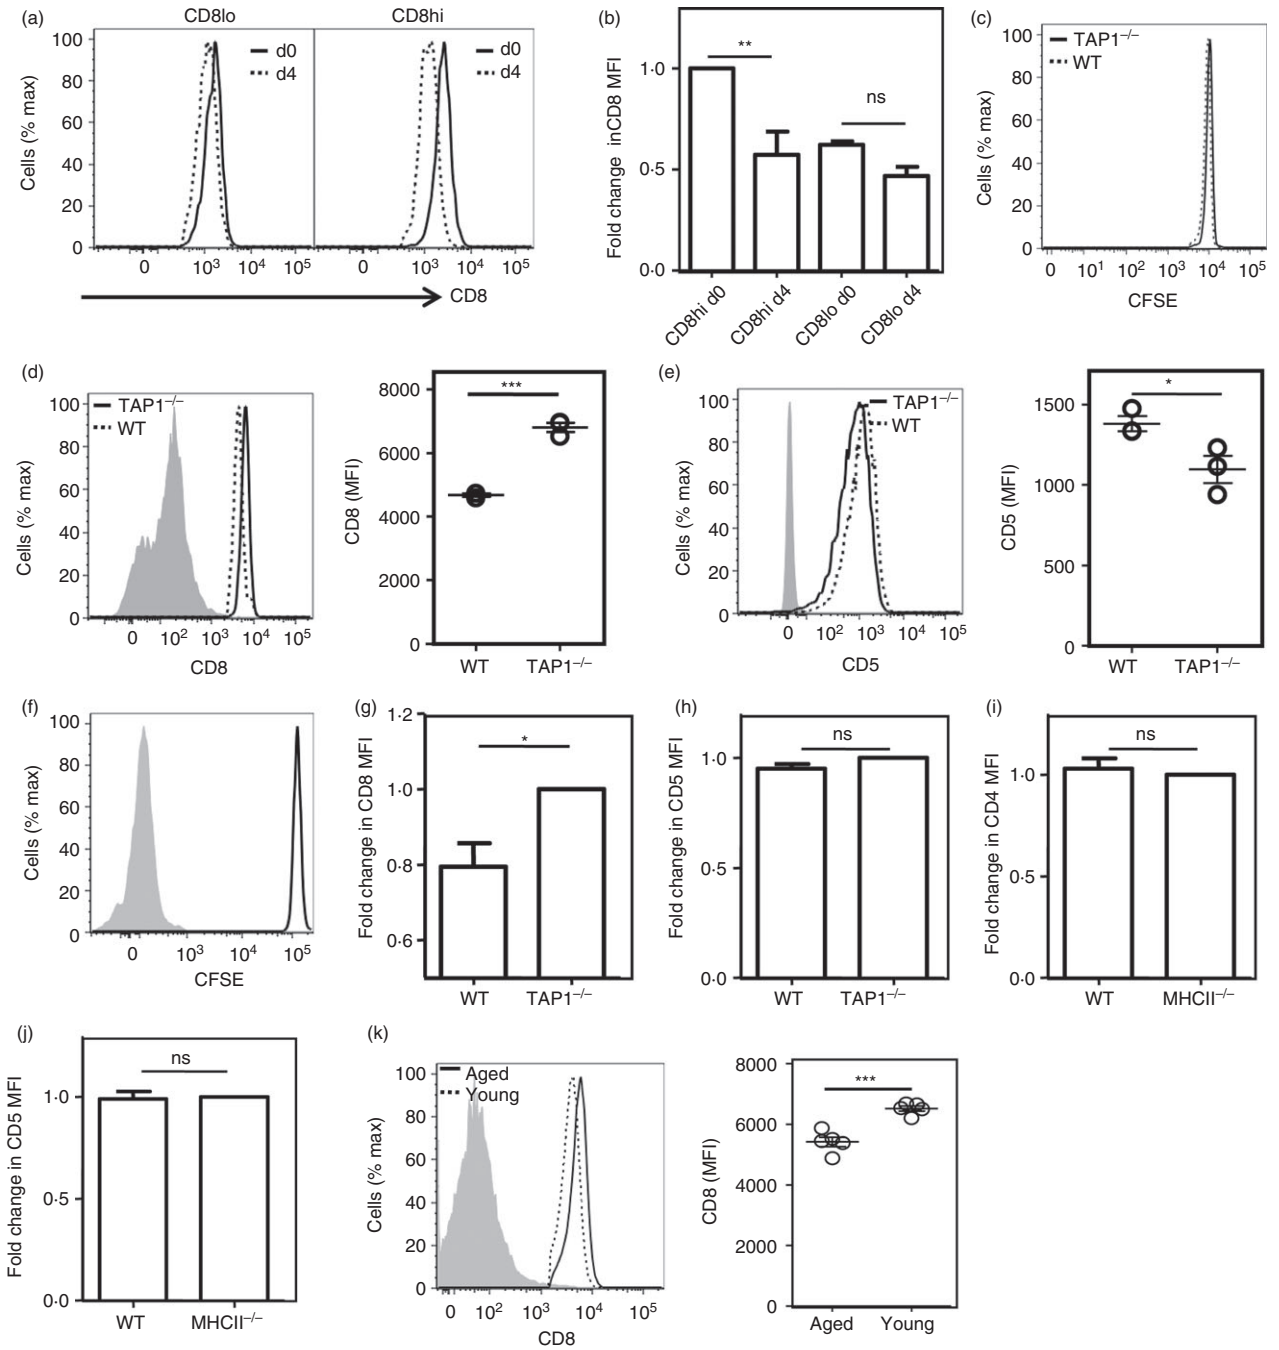 (a)
CD8lo
CD8hi
Cells (% max)
100
80
60
40
20
0
d0
d4
d0
d4
0
10³
10⁴
10⁵
0
10³
10⁴
10⁵
CD8
(b)
Fold change inCD8 MFI
1·0
0·5
0·0
**
ns
CD8hi d0
CD8hi d4
CD8lo d0
CD8lo d4
(c)
Cells (% max)
100
80
60
40
20
0
TAP1⁻/⁻
WT
0
10¹
10²
10³
10⁴
10⁵
CFSE
(d)
Cells (% max)
100
80
60
40
20
0
TAP1⁻/⁻
WT
0
10²
10³
10⁴
10⁵
CD8
CD8 (MFI)
8000
6000
4000
2000
0
***
WT
TAP1⁻/⁻
(e)
Cells (% max)
100
80
60
40
20
0
TAP1⁻/⁻
WT
0
10²
10³
10⁴
10⁵
CD5
CD5 (MFI)
1500
1000
500
0
*
WT
TAP1⁻/⁻
(f)
Cells (% max)
100
80
60
40
20
0
0
10³
10⁴
10⁵
CFSE
(g)
Fold change in CD8 MFI
1·2
1·0
0·8
0·6
*
WT
TAP1⁻/⁻
(h)
Fold change in CD5 MFI
1·0
0·5
0·0
ns
WT
TAP1⁻/⁻
(i)
Fold change in CD4 MFI
1·0
0·5
0·0
ns
WT
MHCII⁻/⁻
(j)
Fold change in CD5 MFI
1·0
0·5
0·0
ns
WT
MHCII⁻/⁻
(k)
Cells (% max)
100
80
60
40
20
0
Aged
Young
0
10²
10³
10⁴
10⁵
CD8
CD8 (MFI)
8000
6000
4000
2000
0
***
Aged
Young